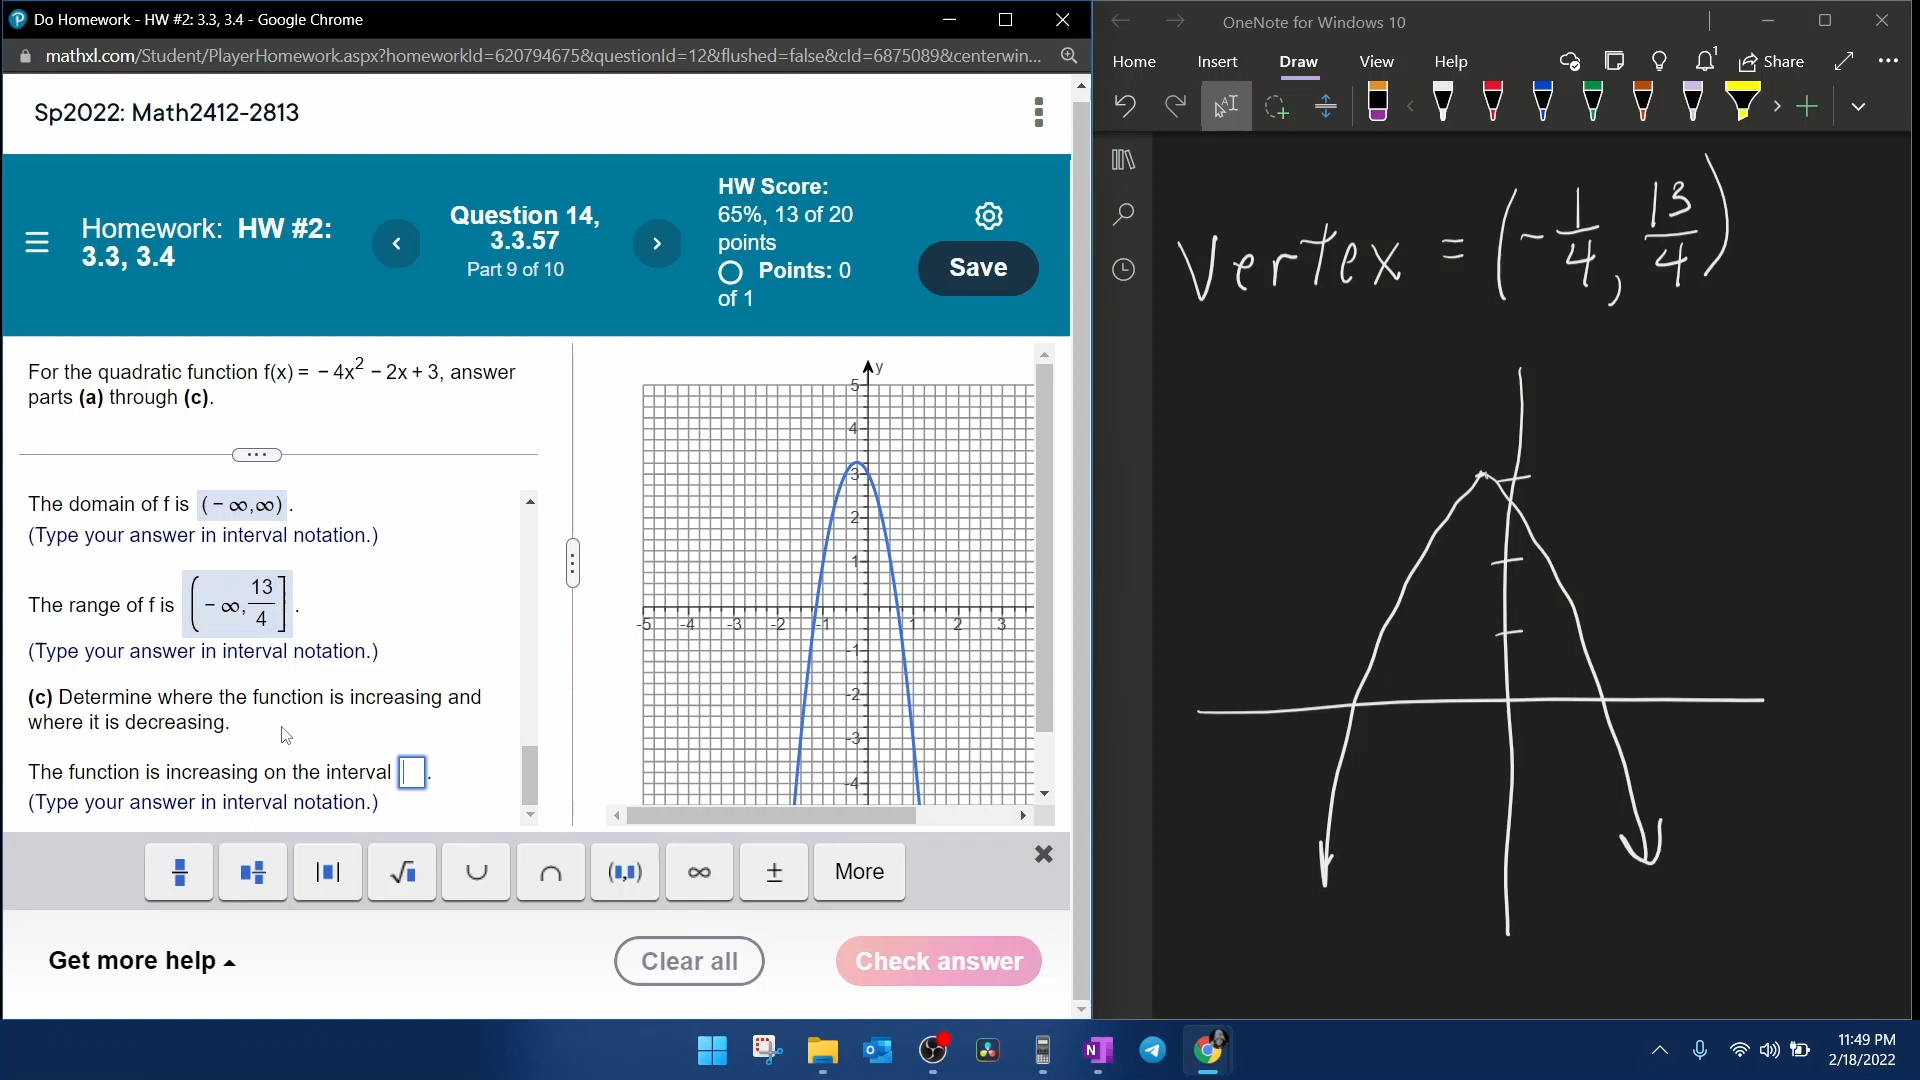 Do Homework - HW #2: 3.3, 3.4 - Google Chrome
mathxl.com/Student/PlayerHomework.aspx?homeworkId=620794675&questionId=12&flushed=false&cId=6875089&centerwin...
Sp2022: Math2412-2813
Homework: HW #2:
3.3, 3.4
Question 14,
3.3.57
Part 9 of 10
HW Score:
65%, 13 of 20
points
Points: 0
of 1
Save
For the quadratic function f(x) = − 4x² − 2x + 3, answer
parts (a) through (c).
The domain of f is (− ∞,∞).
(Type your answer in interval notation.)
The range of f is (− ∞, 13/4].
(Type your answer in interval notation.)
(c) Determine where the function is increasing and
where it is decreasing.
The function is increasing on the interval .
(Type your answer in interval notation.)
y
5
4
3
2
1
-5 -4 -3 -2 -1 1 2 3
-1
-2
-3
-4
√ ∪ ∩ (,) ∞ ± More
Get more help
Clear all
Check answer
OneNote for Windows 10
Home Insert Draw View Help
1
Share
Vertex = (-1/4, 13/4)
11:49 PM
2/18/2022